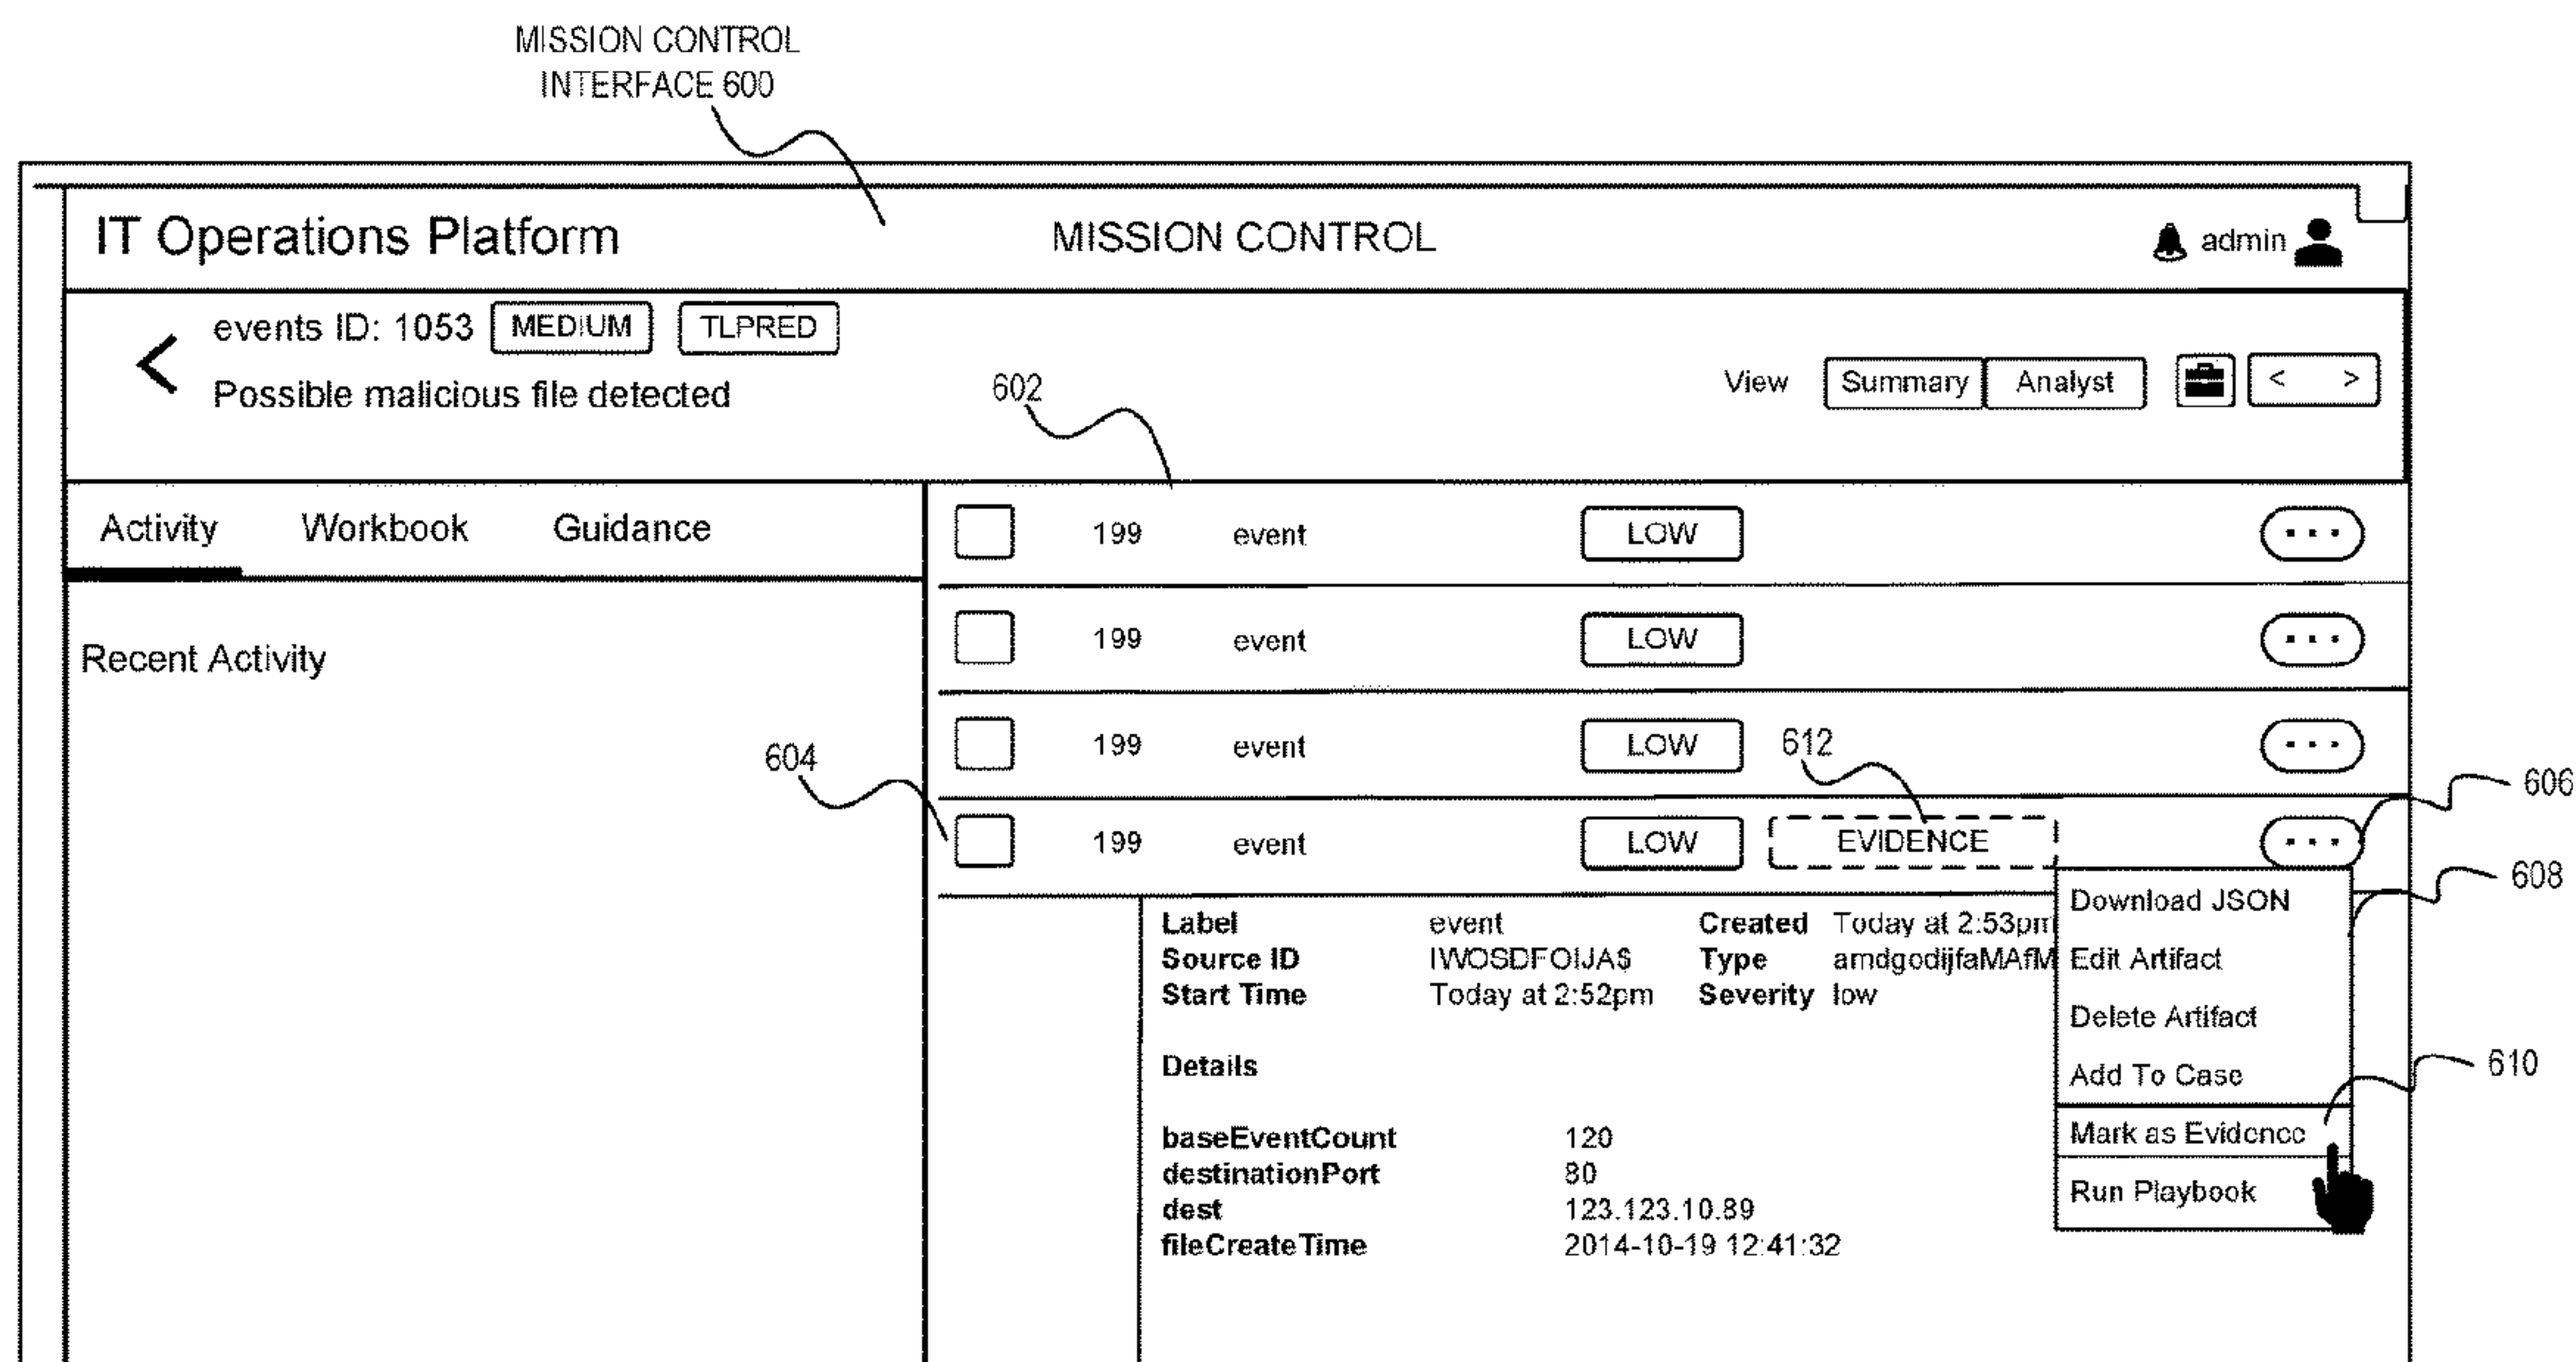 MISSION CONTROL
INTERFACE 600
IT Operations Platform
MISSION CONTROL
admin
events ID: 1053 MEDIUM TLPRED
Possible malicious file detected
602
View Summary Analyst < >
Activity Workbook Guidance
199 event LOW ...
Recent Activity
199 event LOW ...
199 event LOW ...
604
612
606
199 event LOW EVIDENCE ...
608
Download JSON
Edit Artifact
Delete Artifact
Add To Case
Mark as Evidence
Run Playbook
610
Label event Created Today at 2:53pm
Source ID IWOSDFOIJA$ Type amdgodijfaMAfM
Start Time Today at 2:52pm Severity low
Details
baseEventCount 120
destinationPort 80
dest 123.123.10.89
fileCreateTime 2014-10-19 12:41:32